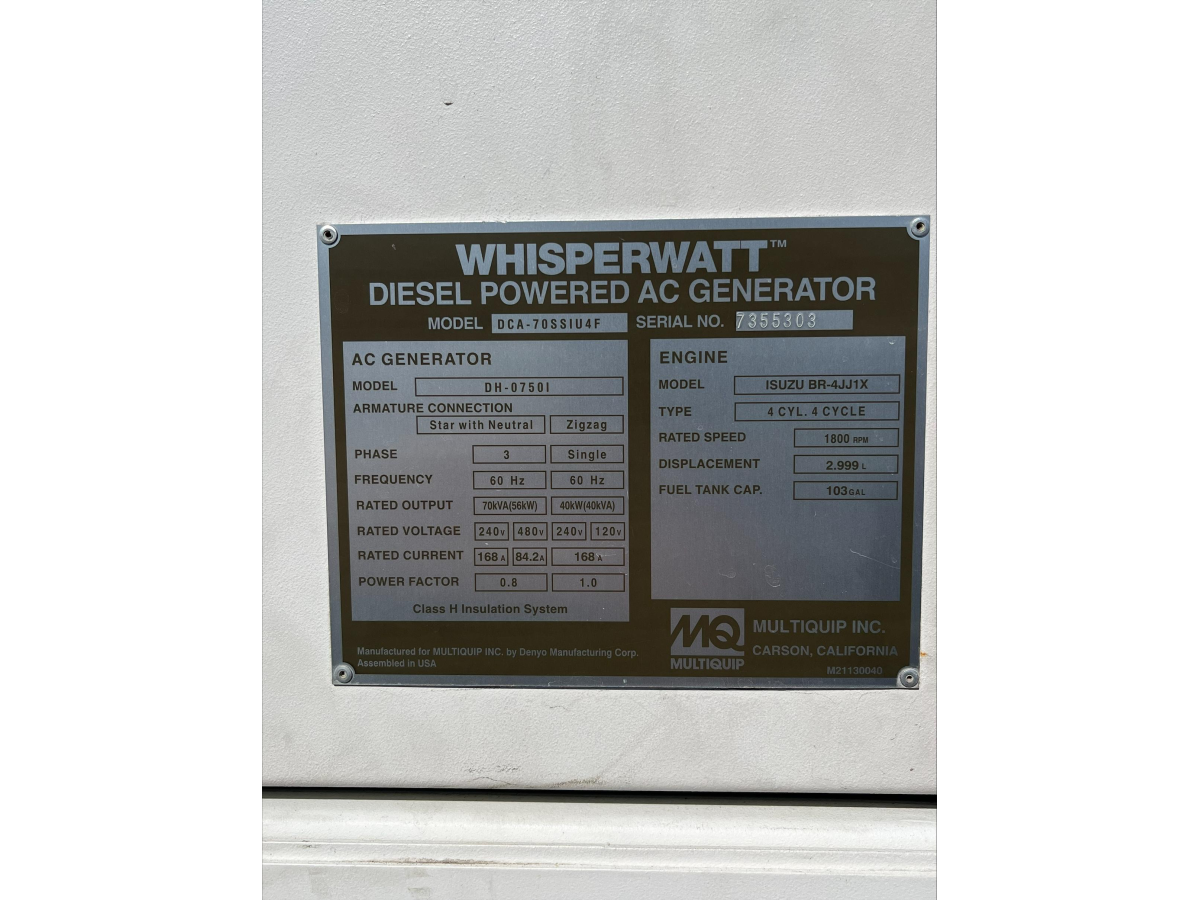 WHISPERWATT™
DIESEL POWERED AC GENERATOR
MODEL DCA-70SSIU4F SERIAL NO. 7355303
AC GENERATOR
MODEL DH-0750I
ARMATURE CONNECTION
Star with Neutral Zigzag
PHASE 3 Single
FREQUENCY 60 Hz 60 Hz
RATED OUTPUT 70kVA(56kW) 40kW(40kVA)
RATED VOLTAGE 240V 480V 240V 120V
RATED CURRENT 168 A 84.2A 168 A
POWER FACTOR 0.8 1.0
Class H Insulation System
ENGINE
MODEL ISUZU BR-4JJ1X
TYPE 4 CYL. 4 CYCLE
RATED SPEED 1800 RPM
DISPLACEMENT 2.999 L
FUEL TANK CAP. 103 GAL
Manufactured for MULTIQUIP INC. by Denyo Manufacturing Corp.
Assembled in USA
MQ
MULTIQUIP
MULTIQUIP INC.
CARSON, CALIFORNIA
M21130040